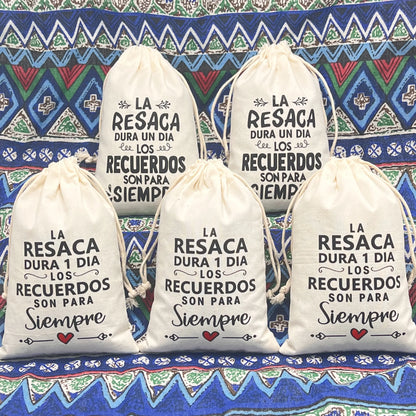 LA
RESACA
DURA UN DIA
LOS
RECUERDOS
SON PARA
SIEMPRE
LA
RESACA
DURA UN DIA
LOS
RECUERDOS
SON PARA
SIEMPRE
LA
RESACA
DURA 1 DIA
LOS
RECUERDOS
SON PARA
Siempre
LA
RESACA
DURA 1 DIA
LOS
RECUERDOS
SON PARA
Siempre
LA
RESACA
DURA 1 DIA
LOS
RECUERDOS
SON PARA
Siempre